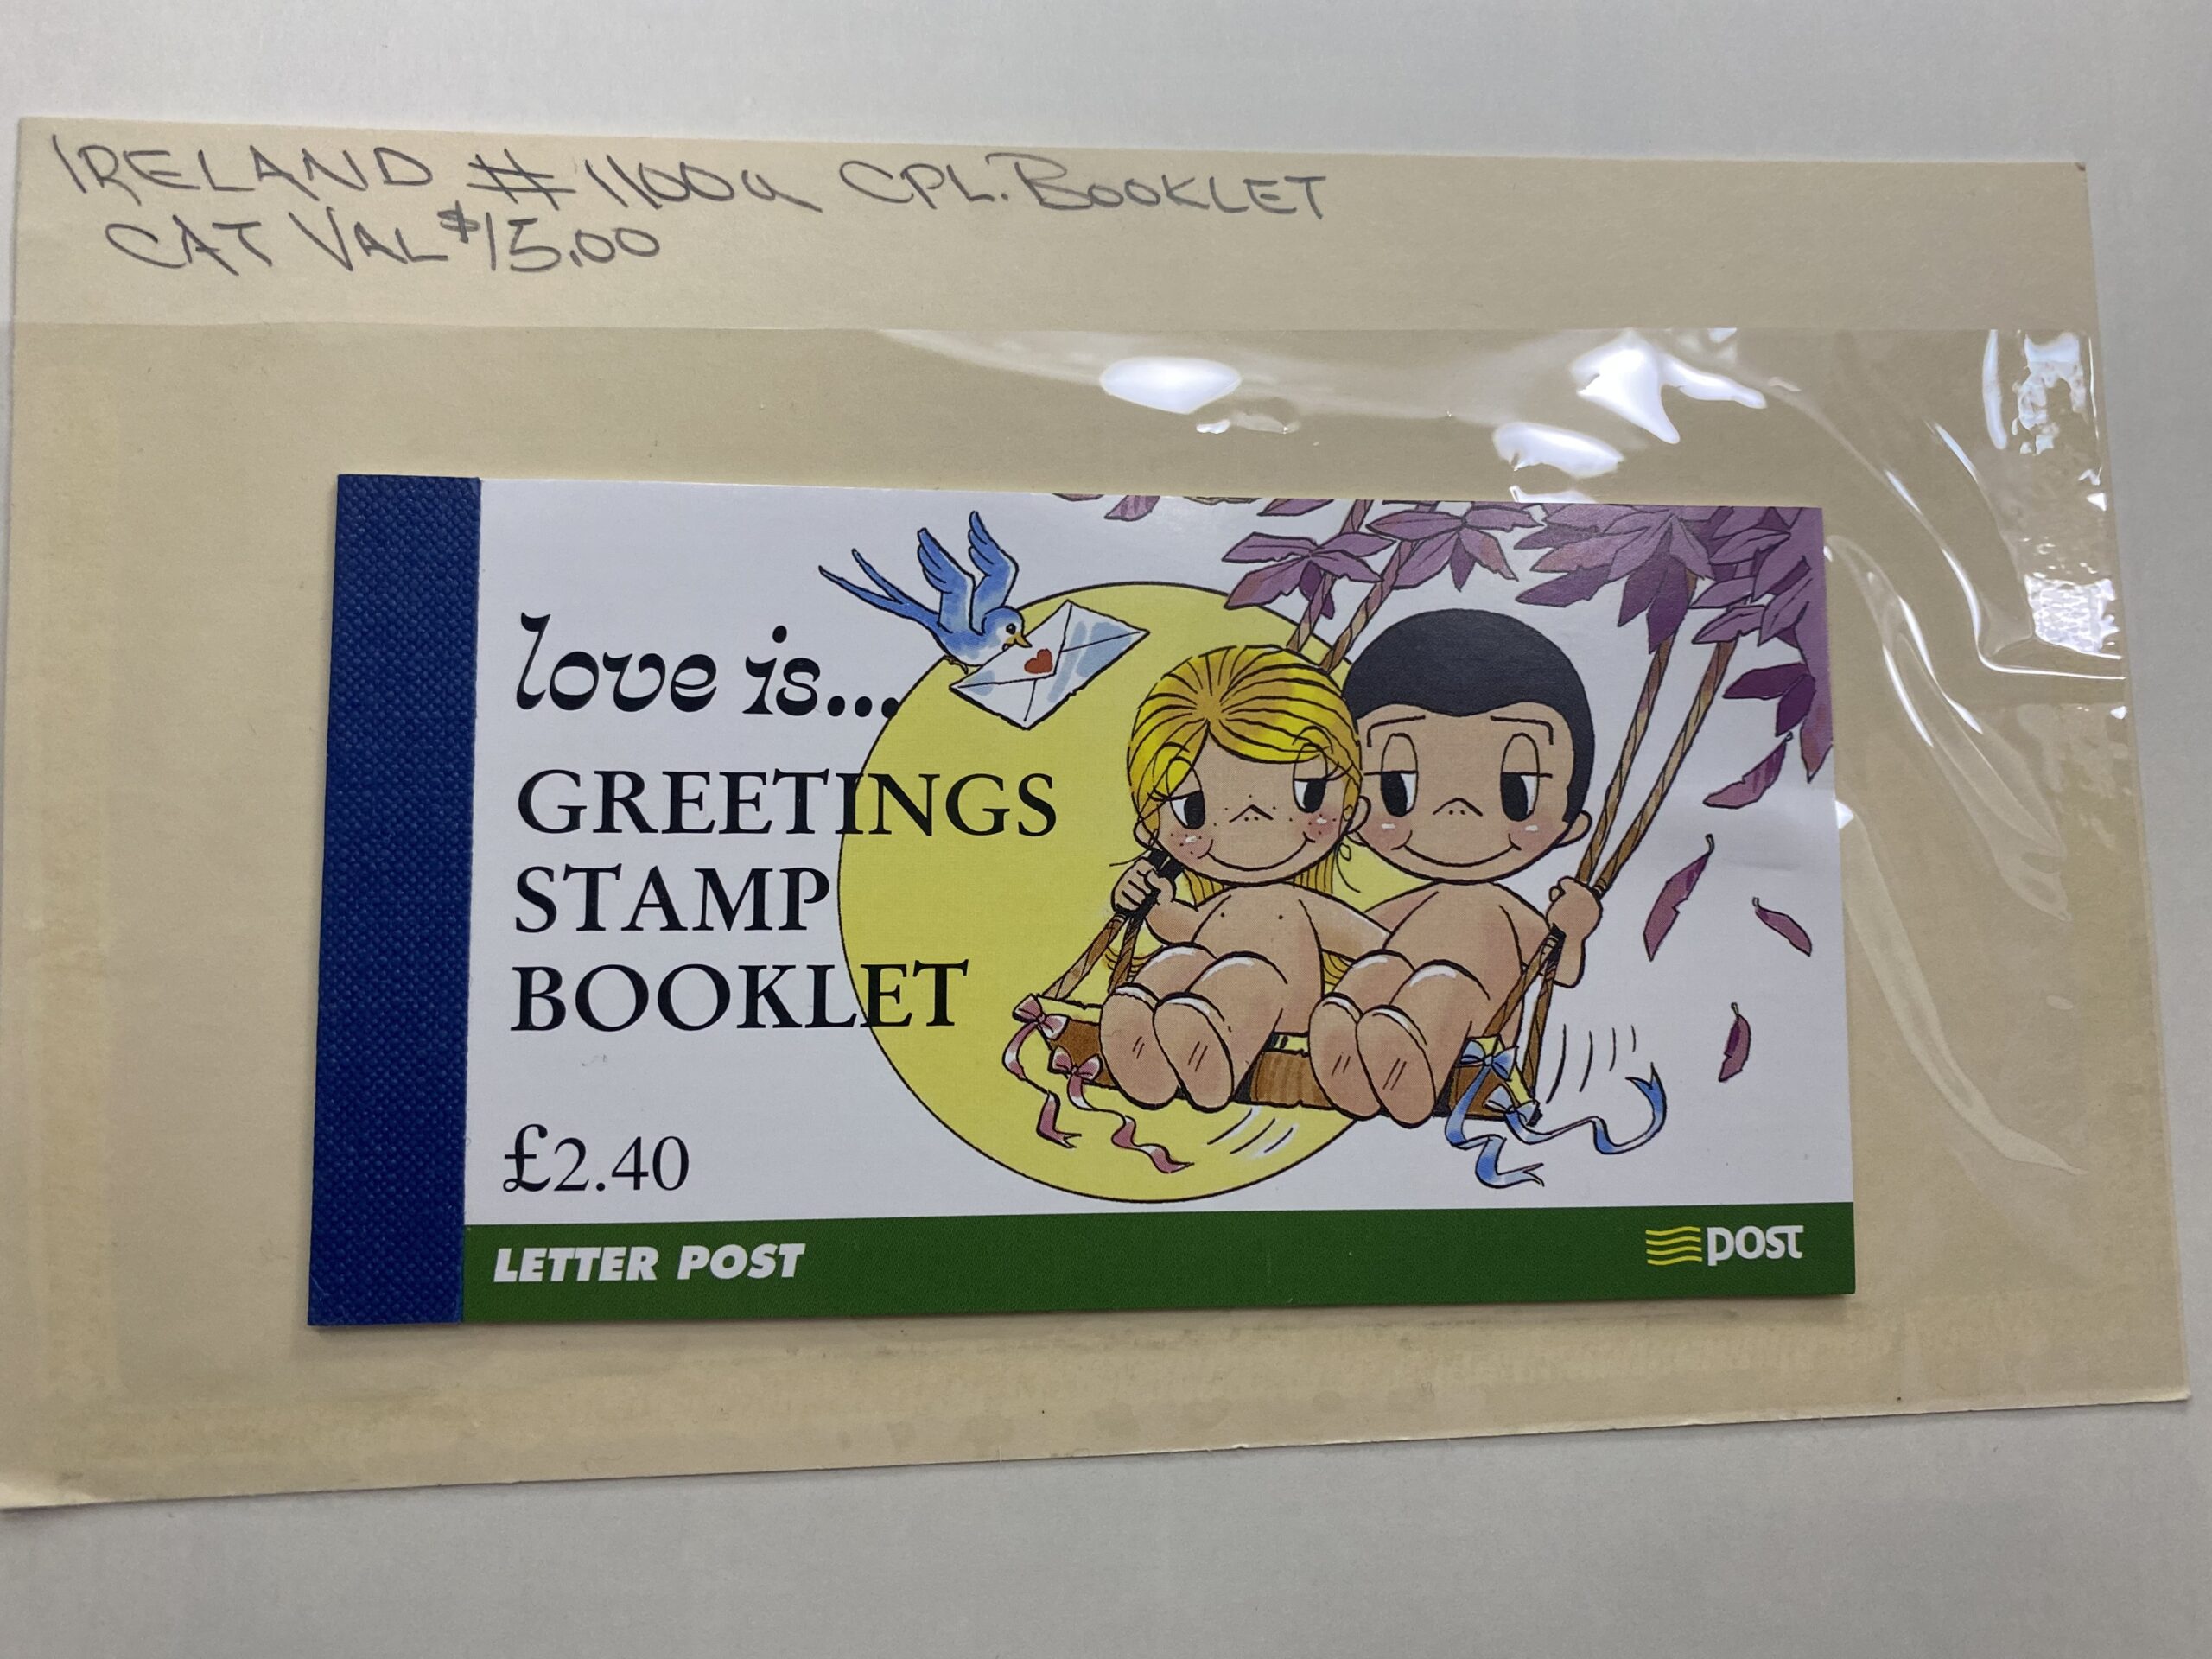 IRELAND # 1100a CPL. BOOKLET
CAT VAL $15.00
love is...
GREETINGS
STAMP
BOOKLET
£2.40
LETTER POST
post